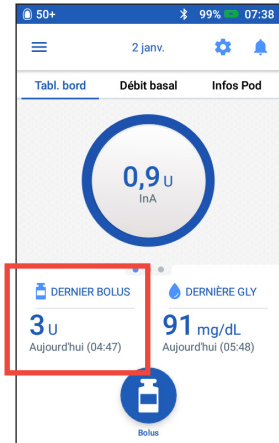 50+ 99% 07:38
2 janv.
Tabl. bord Débit basal Infos Pod
0,9 U
InA
DERNIER BOLUS DERNIÈRE GLY
3 U 91 mg/dL
Aujourd'hui (04:47) Aujourd'hui (05:48)
Bolus